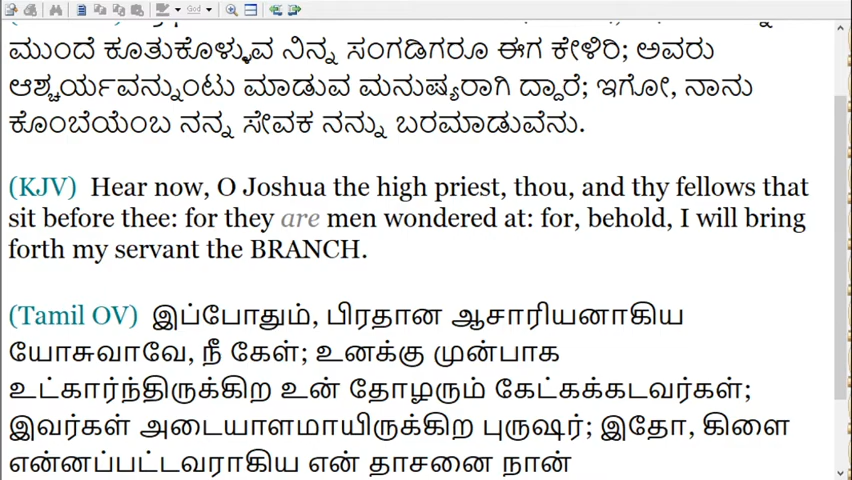 ಮುಂದೆ ಕೂತುಕೊಳ್ಳುವ ನಿನ್ನ ಸಂಗಡಿಗರೂ ಈಗ ಕೇಳಿರಿ; ಅವರು
ಆಶ್ಚರ್ಯವನ್ನುಂಟು ಮಾಡುವ ಮನುಷ್ಯರಾಗಿ ದ್ದಾರೆ; ಇಗೋ, ನಾನು
ಕೊಂಬೆಯೆಂಬ ನನ್ನ ಸೇವಕ ನನ್ನು ಬರಮಾಡುವೆನು.
(KJV) Hear now, O Joshua the high priest, thou, and thy fellows that
sit before thee: for they are men wondered at: for, behold, I will bring
forth my servant the BRANCH.
(Tamil OV) இப்போதும், பிரதான ஆசாரியனாகிய
யோசுவாவே, நீ கேள்; உனக்கு முன்பாக
உட்கார்ந்திருக்கிற உன் தோழரும் கேட்கக்கடவர்கள்;
இவர்கள் அடையாளமாயிருக்கிற புருஷர்; இதோ, கிளை
என்னப்பட்டவராகிய என் தாசனை நான்